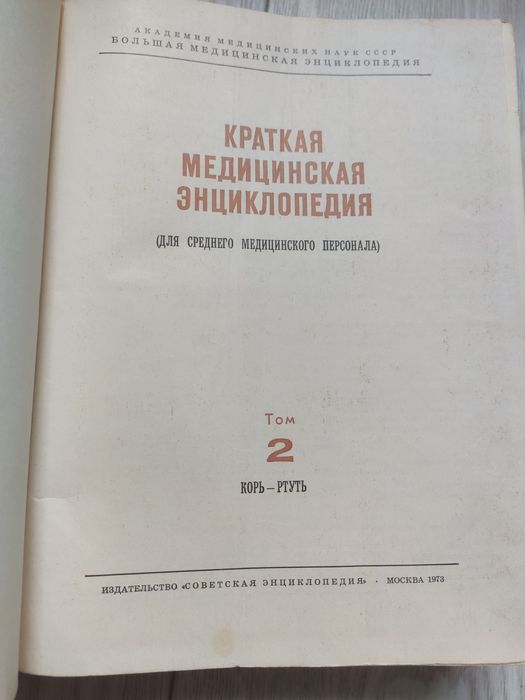 АКАДЕМИЯ МЕДИЦИНСКИХ НАУК СССР
БОЛЬШАЯ МЕДИЦИНСКАЯ ЭНЦИКЛОПЕДИЯ
КРАТКАЯ
МЕДИЦИНСКАЯ
ЭНЦИКЛОПЕДИЯ
(ДЛЯ СРЕДНЕГО МЕДИЦИНСКОГО ПЕРСОНАЛА)
Том
2
КОРЬ – РТУТЬ
ИЗДАТЕЛЬСТВО «СОВЕТСКАЯ ЭНЦИКЛОПЕДИЯ» · МОСКВА 1973